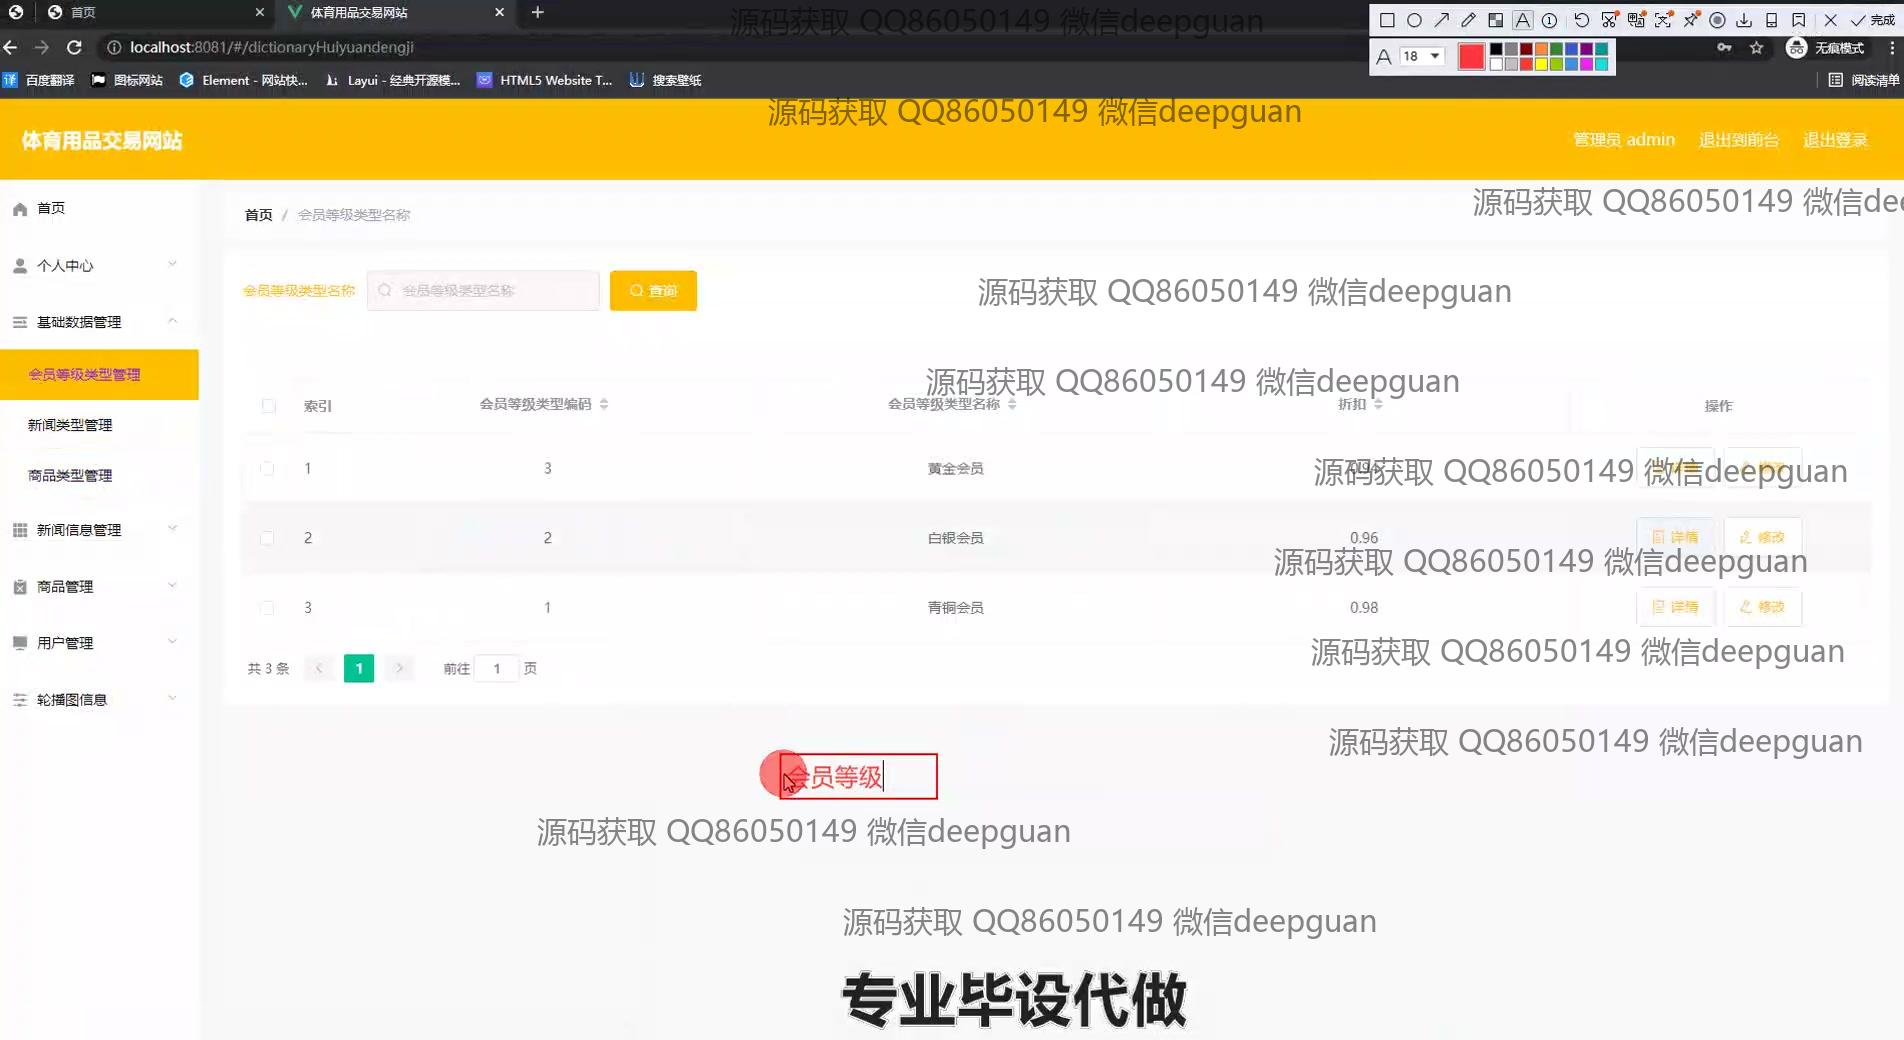 首页
体育用品交易网站
源码获取 QQ86050149 微信deepguan
完成
localhost:8081/#/dictionaryHuiyuandengji
A 18
无痕模式
百度翻译 图标网站 Element - 网站快... Layui - 经典开源模... HTML5 Website T... 搜索壁纸
阅读清单
源码获取 QQ86050149 微信deepguan
体育用品交易网站
管理员 admin 退出到前台 退出登录
源码获取 QQ86050149 微信dee
首页
首页 / 会员等级类型名称
个人中心
会员等级类型名称 会员等级类型名称 查询
源码获取 QQ86050149 微信deepguan
基础数据管理
会员等级类型管理
源码获取 QQ86050149 微信deepguan
索引 会员等级类型编码 会员等级类型名称 折扣 操作
新闻类型管理
1 3 黄金会员
源码获取 QQ86050149 微信deepguan
商品类型管理
新闻信息管理
2 2 白银会员 0.96 详情 修改
源码获取 QQ86050149 微信deepguan
商品管理
3 1 青铜会员 0.98 详情 修改
用户管理
源码获取 QQ86050149 微信deepguan
共 3 条 1 前往 1 页
轮播图信息
源码获取 QQ86050149 微信deepguan
会员等级
源码获取 QQ86050149 微信deepguan
源码获取 QQ86050149 微信deepguan
专业毕设代做